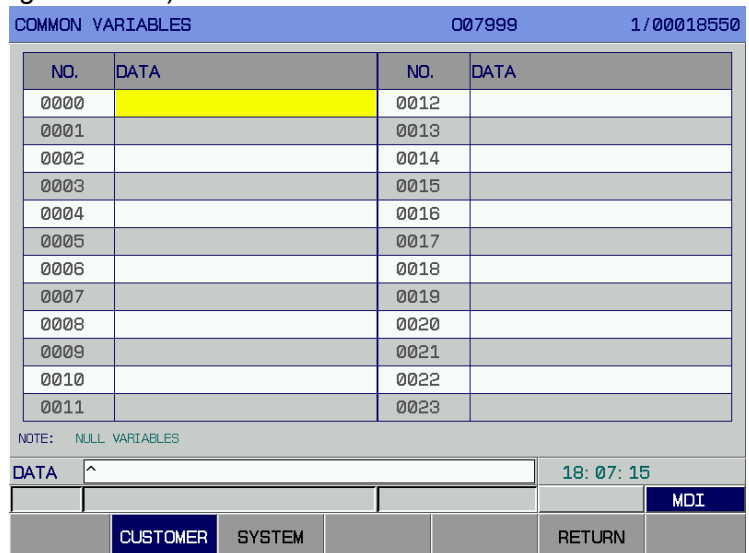 COMMON VARIABLES O07999 1/00018550
NO. DATA NO. DATA
0000 0012
0001 0013
0002 0014
0003 0015
0004 0016
0005 0017
0006 0018
0007 0019
0008 0020
0009 0021
0010 0022
0011 0023
NOTE: NULL VARIABLES
DATA ^ 18:07:15
MDI
CUSTOMER SYSTEM RETURN